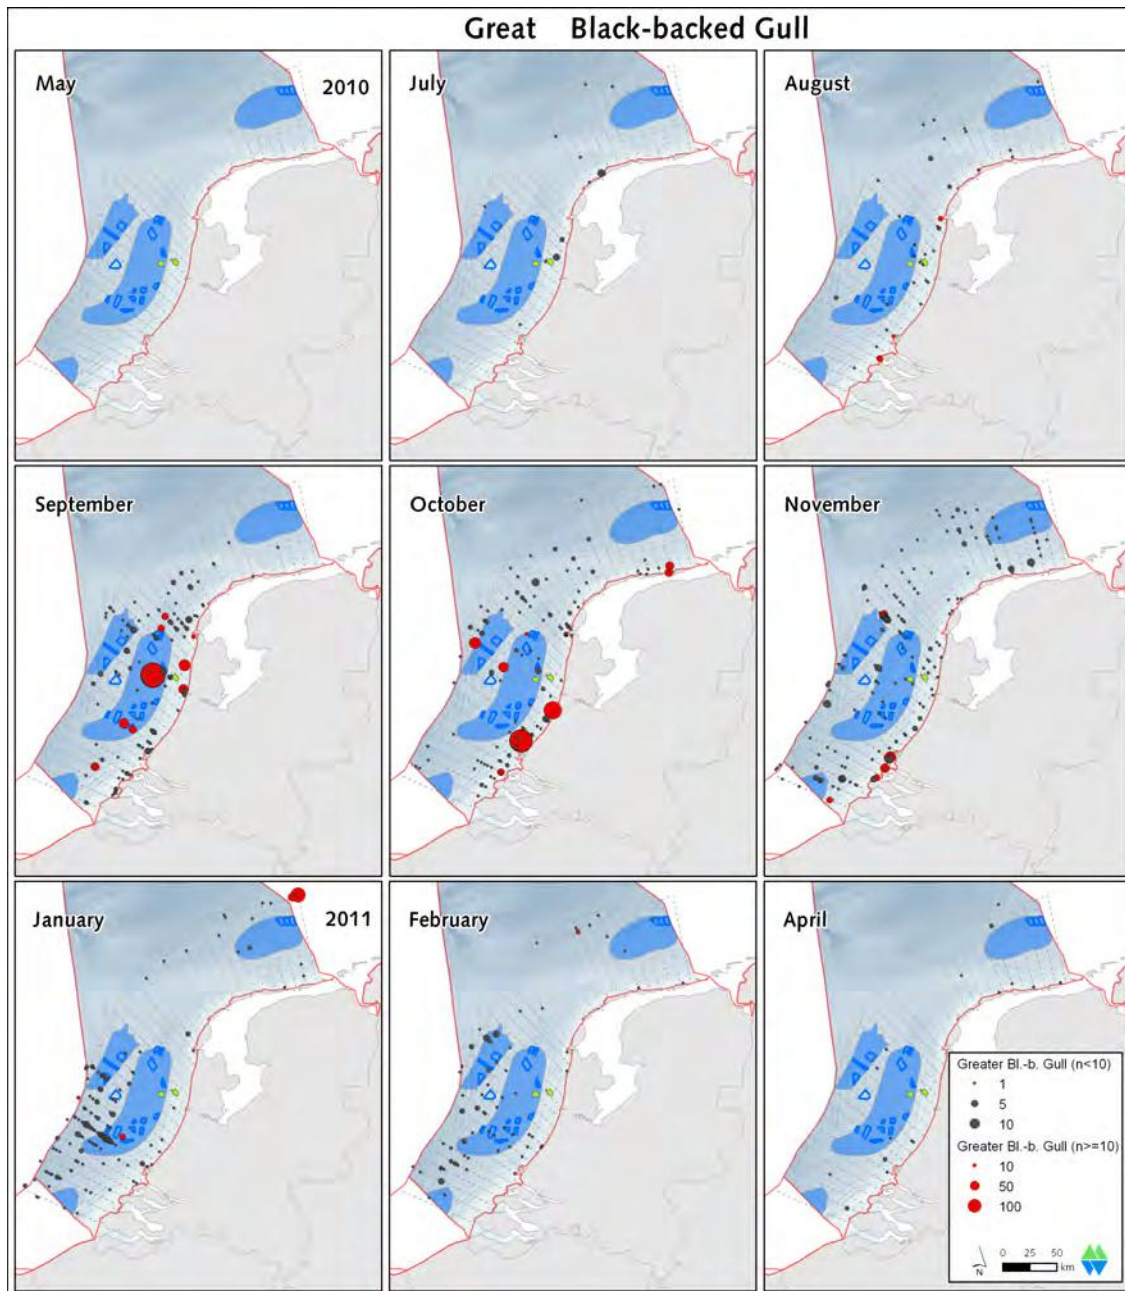 Great Black-backed Gull
May 2010
July
August
September
October
November
January 2011
February
April
Greater Bl.-b. Gull (n<10)
1
5
10
Greater Bl.-b. Gull (n>=10)
10
50
100
N
0 25 50
km